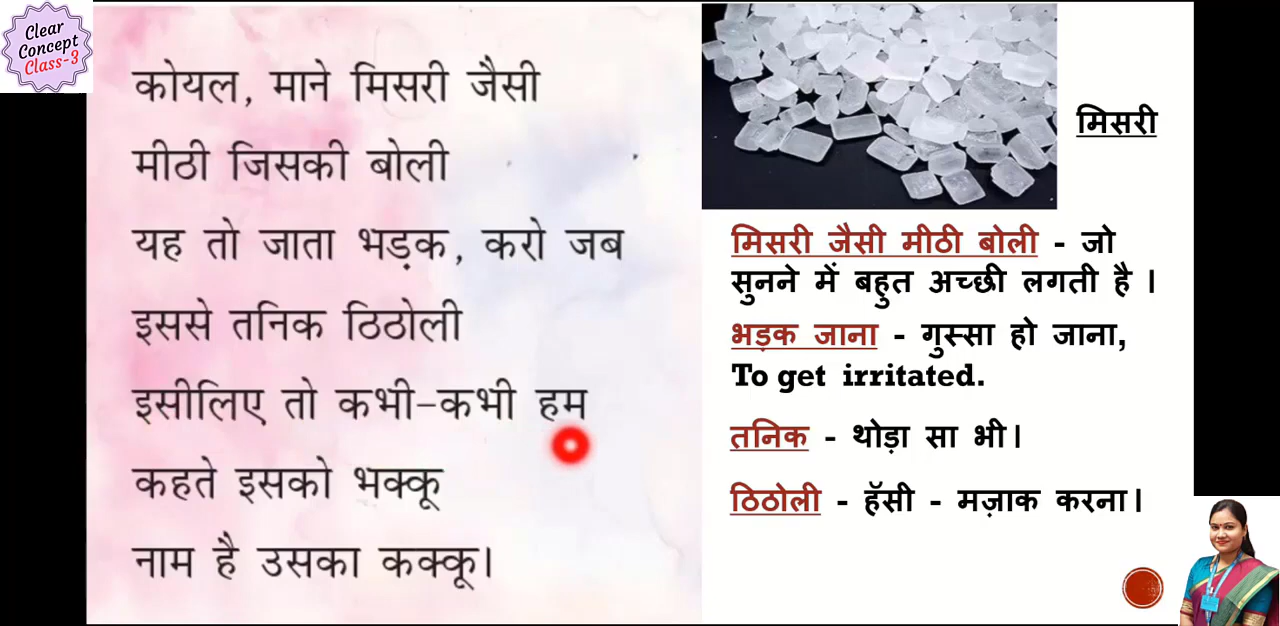 Clear
Concept
Class-3
कोयल, माने मिसरी जैसी
मीठी जिसकी बोली
यह तो जाता भड़क, करो जब
इससे तनिक ठिठोली
इसीलिए तो कभी-कभी हम
कहते इसको भक्कू
नाम है उसका कक्कू।
मिसरी
मिसरी जैसी मीठी बोली - जो
सुनने में बहुत अच्छी लगती है ।
भड़क जाना - गुस्सा हो जाना,
To get irritated.
तनिक - थोड़ा सा भी।
ठिठोली - हॅसी - मज़ाक करना।